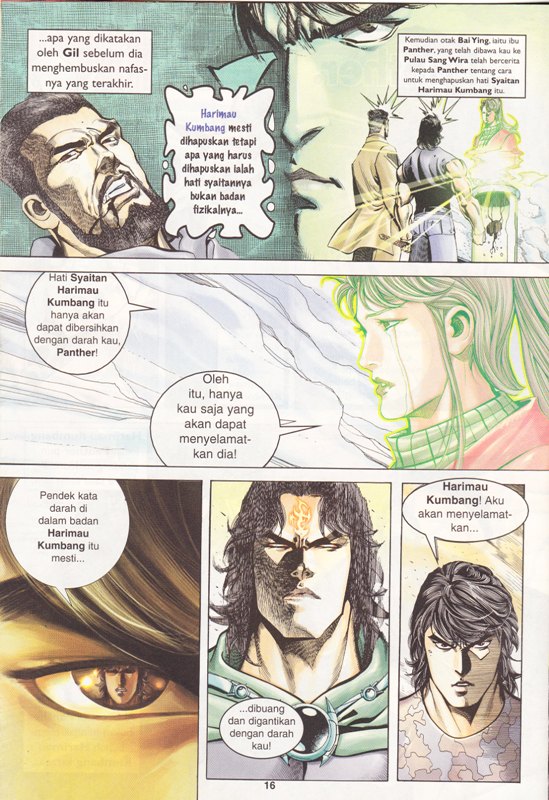 ...apa yang dikatakan
oleh Gil sebelum dia
menghembuskan nafas-
nya yang terakhir.
Harimau
Kumbang mesti
dihapuskan tetapi
apa yang harus
dihapuskan ialah
hati syaitannya
bukan badan
fizikalnya...
Kemudian otak Bai Ying, iaitu ibu
Panther, yang telah dibawa kau ke
Pulau Sang Wira telah bercerita
kepada Panther tentang cara
untuk menghapuskan hati Syaitan
Harimau Kumbang itu.
Hati Syaitan
Harimau
Kumbang itu
hanya akan
dapat dibersihkan
dengan darah kau,
Panther!
Oleh
itu, hanya
kau saja yang
akan dapat
menyelamat-
kan dia!
Pendek kata
darah di
dalam badan
Harimau
Kumbang itu
mesti...
...dibuang
dan digantikan
dengan darah
kau!
Harimau
Kumbang! Aku
akan menyelamat-
kan...
16